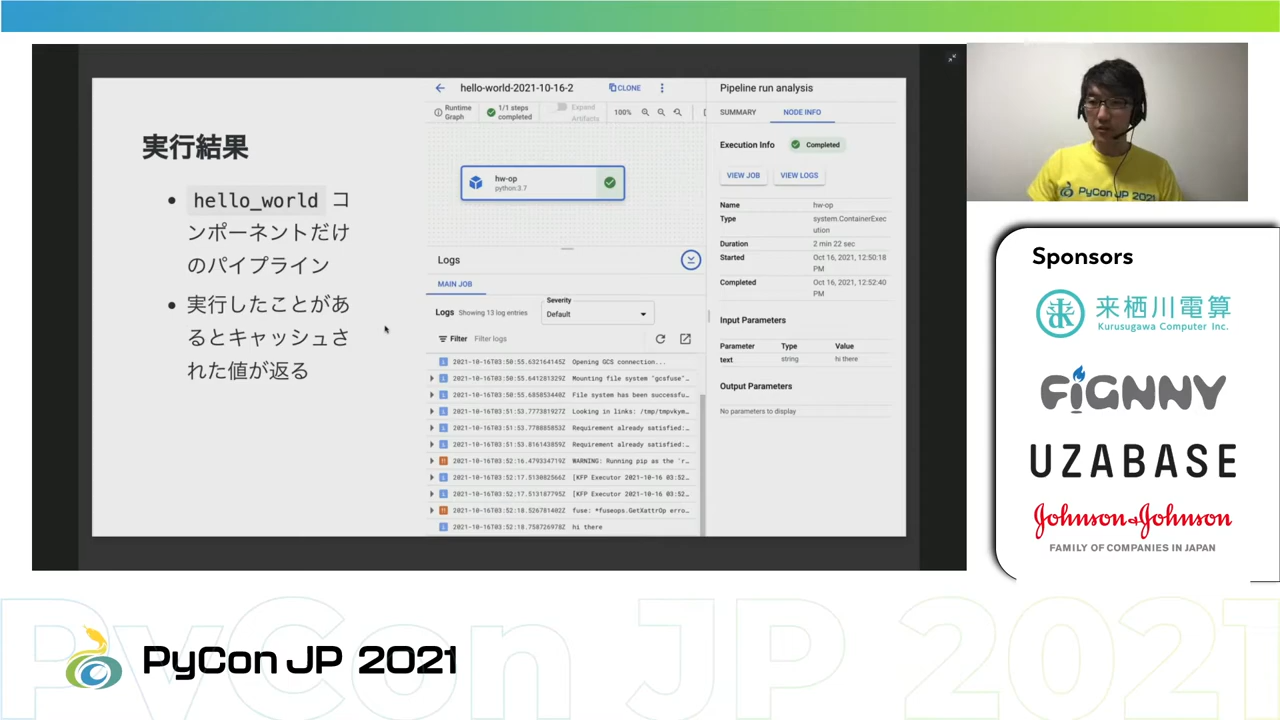 実行結果
hello_world コ
ンポーネントだけ
のパイプライン
実行したことがあ
るとキャッシュさ
れた値が返る
hello-world-2021-10-16-2
CLONE
Runtime
Graph
1/1 steps
completed
Expand
Artifacts
100%
hw-op
python:3.7
Logs
MAIN JOB
Logs Showing 13 log entries
Severity
Default
Filter Filter logs
2021-10-16T03:50:55.632164145Z Opening GCS connection...
2021-10-16T03:50:55.641281329Z Mounting file system "gcsfuse"…
2021-10-16T03:50:55.685853440Z File system has been successfu…
2021-10-16T03:51:53.777381927Z Looking in links: /tmp/tmpvkym…
2021-10-16T03:51:53.778885853Z Requirement already satisfied:…
2021-10-16T03:51:53.816143859Z Requirement already satisfied:…
2021-10-16T03:52:16.479334719Z WARNING: Running pip as the 'r…
2021-10-16T03:52:17.513082566Z [KFP Executor 2021-10-16 03:52…
2021-10-16T03:52:17.513187795Z [KFP Executor 2021-10-16 03:52…
2021-10-16T03:52:18.526781402Z fuse: *fuseops.GetXattrOp erro…
2021-10-16T03:52:18.758726978Z hi there
Pipeline run analysis
SUMMARY NODE INFO
Execution Info Completed
VIEW JOB VIEW LOGS
Name hw-op
Type system.ContainerExec
ution
Duration 2 min 22 sec
Started Oct 16, 2021, 12:50:18
PM
Completed Oct 16, 2021, 12:52:40
PM
Input Parameters
Parameter Type Value
text string hi there
Output Parameters
No parameters to display
PyCon JP 2021
Sponsors
来栖川電算
Kurusugawa Computer Inc.
FiGNNY
UZABASE
Johnson & Johnson
FAMILY OF COMPANIES IN JAPAN
PyCon JP 2021
PyCon JP 2021